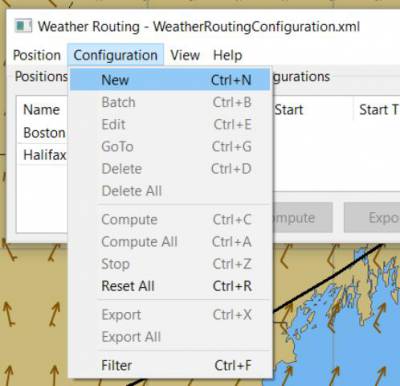 Weather Routing - WeatherRoutingConfiguration.xml
Position Configuration View Help
Positions gurations
Name Start Start T
Boston
Halifax
New Ctrl+N
Batch Ctrl+B
Edit Ctrl+E
GoTo Ctrl+G
Delete Ctrl+D
Delete All
Compute Ctrl+C
Compute All Ctrl+A
Stop Ctrl+Z
Reset All Ctrl+R
Export Ctrl+X
Export All
Filter Ctrl+F
mpute Expo